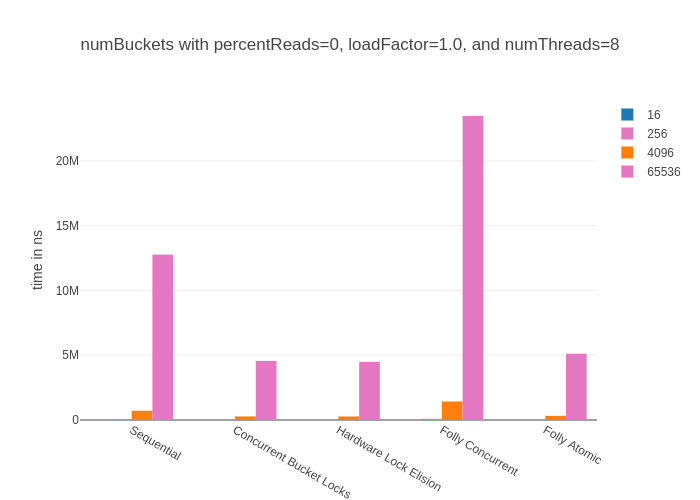 numBuckets with percentReads=0, loadFactor=1.0, and numThreads=8
16
256
4096
65536
time in ns
20M
15M
10M
5M
0
Sequential
Concurrent Bucket Locks
Hardware Lock Elision
Folly Concurrent
Folly Atomic